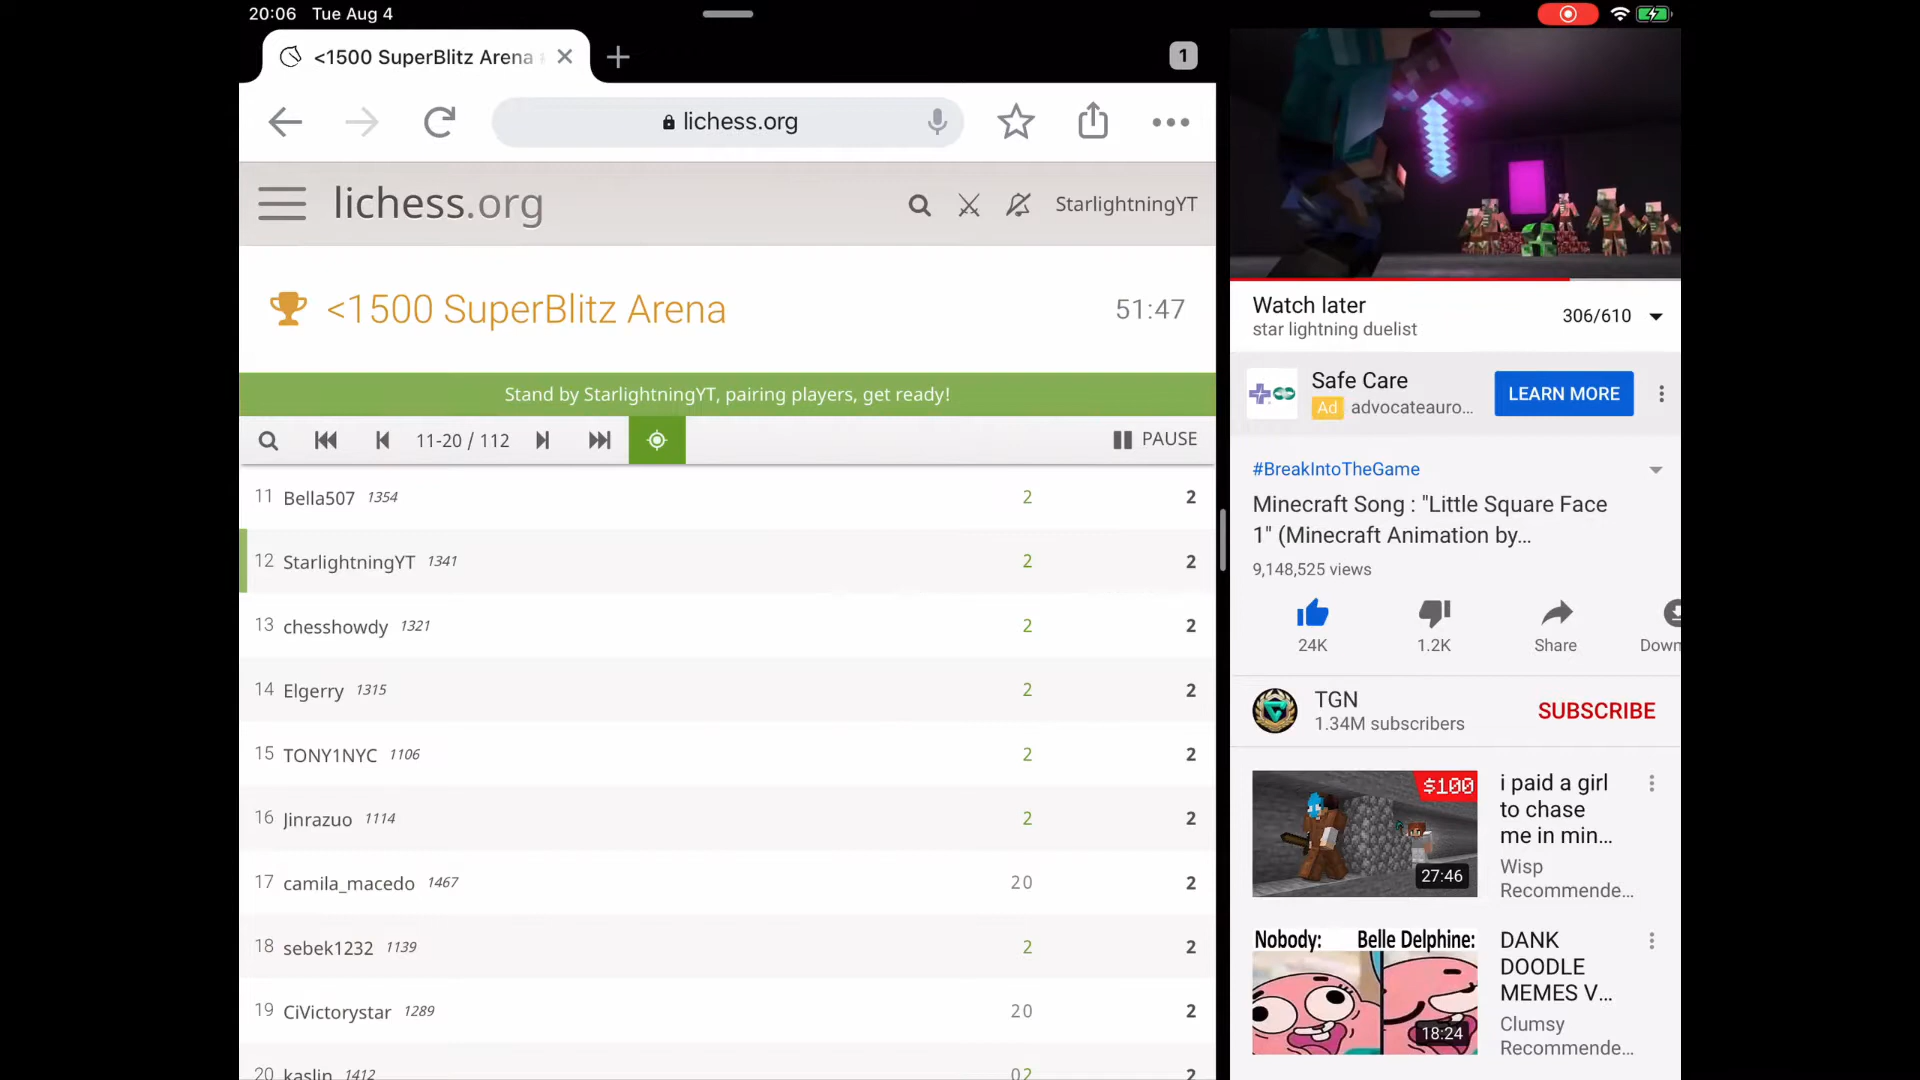 20:06 Tue Aug 4
<1500 SuperBlitz Arena
1
lichess.org
lichess.org
StarlightningYT
<1500 SuperBlitz Arena
51:47
Stand by StarlightningYT, pairing players, get ready!
11-20 / 112
PAUSE
11 Bella507 1354 2 2
12 StarlightningYT 1341 2 2
13 chesshowdy 1321 2 2
14 Elgerry 1315 2 2
15 TONY1NYC 1106 2 2
16 Jinrazuo 1114 2 2
17 camila_macedo 1467 20 2
18 sebek1232 1139 2 2
19 CiVictorystar 1289 20 2
20 kaslin 1412 02 2
Watch later
star lightning duelist
306/610
Safe Care
Ad advocateauro...
LEARN MORE
#BreakIntoTheGame
Minecraft Song : "Little Square Face
1" (Minecraft Animation by...
9,148,525 views
24K
1.2K
Share
Down
TGN
1.34M subscribers
SUBSCRIBE
$100
27:46
i paid a girl
to chase
me in min...
Wisp
Recommende...
Nobody: Belle Delphine:
18:24
DANK
DOODLE
MEMES V...
Clumsy
Recommende...